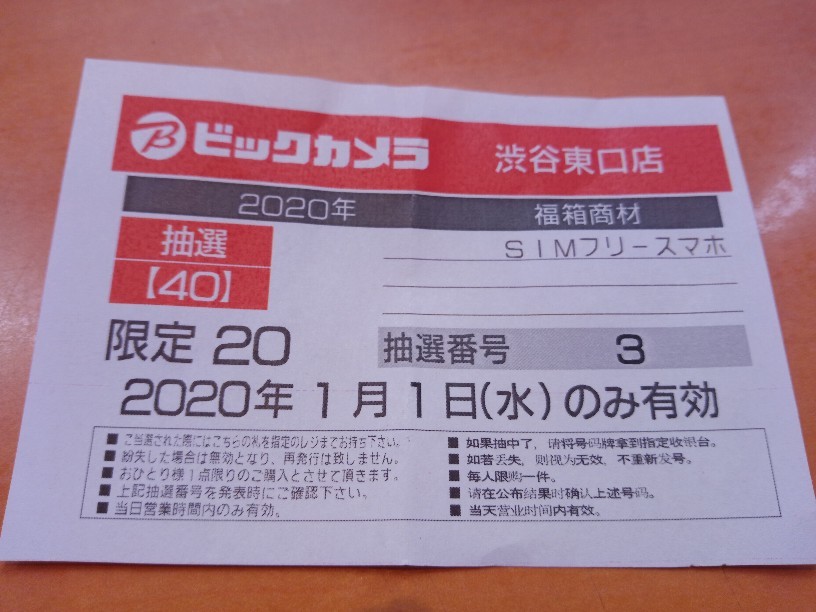 ビックカメラ 渋谷東口店
2020年 福箱商材
抽選 SIMフリースマホ
【40】
限定 20 抽選番号 3
2020年1月1日(水)のみ有効
■ ご当選された際にはこちらの札を指定のレジまでお持ち下さい。
■ 紛失した場合は無効となり、再発行は致しません。
■ おひとり様1点限りのご購入とさせて頂きます。
■ 上記抽選番号を発表時にご確認下さい。
■ 当日営業時間内のみ有効。
■ 如果抽中了，请将号码牌拿到指定收银台。
■ 如若丢失，则视为无效，不重新发号。
■ 每人限购一件。
■ 请在公布结果时确认上述号码。
■ 当天营业时间内有效。